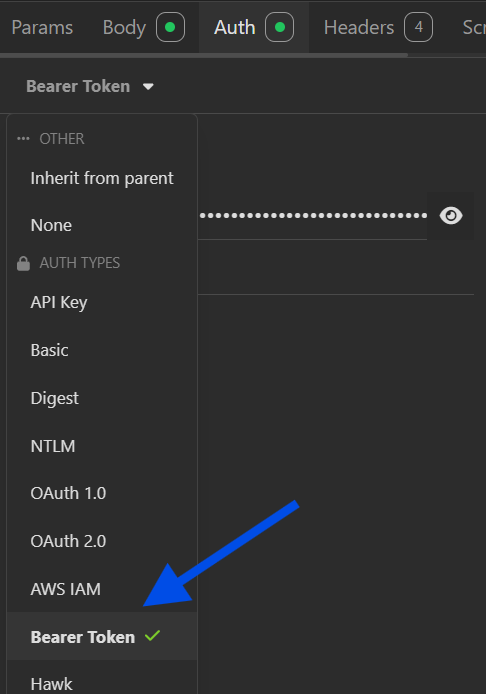 Params Body Auth Headers 4 Scr
Bearer Token
OTHER
Inherit from parent
None
AUTH TYPES
API Key
Basic
Digest
NTLM
OAuth 1.0
OAuth 2.0
AWS IAM
Bearer Token
Hawk